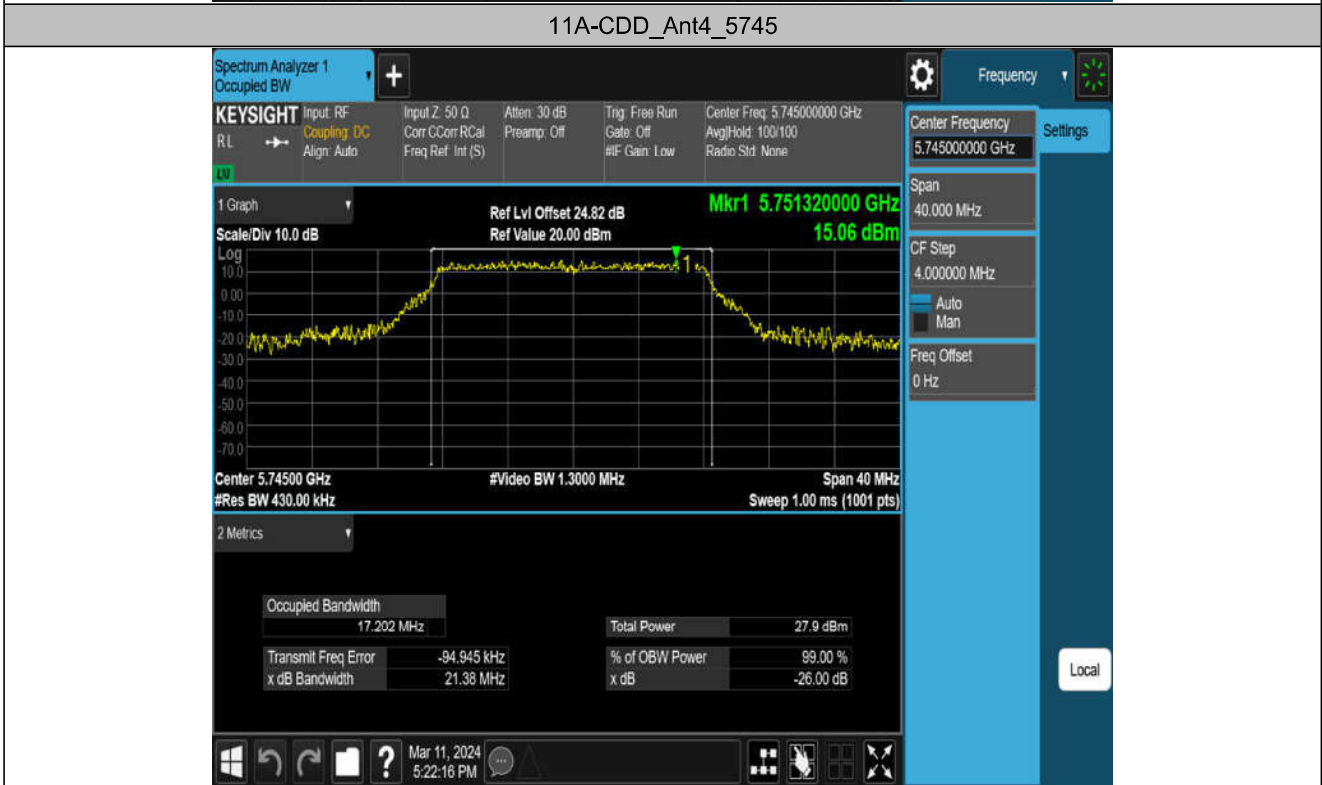 11A-CDD_Ant4_5745
Spectrum Analyzer 1
Occupied BW
+
Frequency
KEYSIGHT
RL
LXI
Input: RF
Coupling: DC
Align: Auto
Input Z: 50 Ω
Corr CCorr RCal
Freq Ref: Int (S)
Atten: 30 dB
Preamp: Off
Trig: Free Run
Gate: Off
#IF Gain: Low
Center Freq: 5.745000000 GHz
Avg|Hold: 100/100
Radio Std: None
Center Frequency
5.745000000 GHz
Settings
Span
40.000 MHz
CF Step
4.000000 MHz
Auto
Man
Freq Offset
0 Hz
Local
1 Graph
Scale/Div 10.0 dB
Ref Lvl Offset 24.82 dB
Ref Value 20.00 dBm
Mkr1 5.751320000 GHz
15.06 dBm
Log
10.0
0.00
-10.0
-20.0
-30.0
-40.0
-50.0
-60.0
-70.0
1
Center 5.74500 GHz
#Video BW 1.3000 MHz
Span 40 MHz
#Res BW 430.00 kHz
Sweep 1.00 ms (1001 pts)
2 Metrics
Occupied Bandwidth
17.202 MHz
Total Power 27.9 dBm
Transmit Freq Error -94.945 kHz
% of OBW Power 99.00 %
x dB Bandwidth 21.38 MHz
x dB -26.00 dB
?
Mar 11, 2024
5:22:16 PM